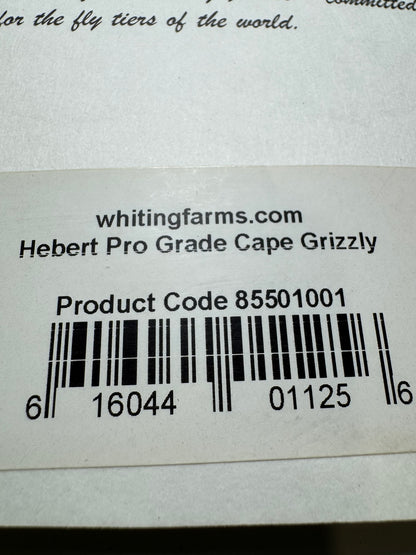 committed
for the fly tiers of the world.
whitingfarms.com
Hebert Pro Grade Cape Grizzly
Product Code 85501001
6 16044 01125 6